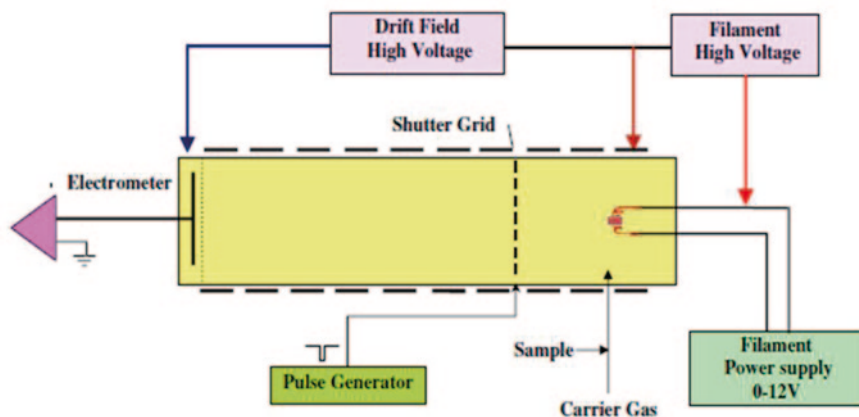 Drift Field
High Voltage
Filament
High Voltage
Shutter Grid
Electrometer
Sample
Pulse Generator
Carrier Gas
Filament
Power supply
0-12V